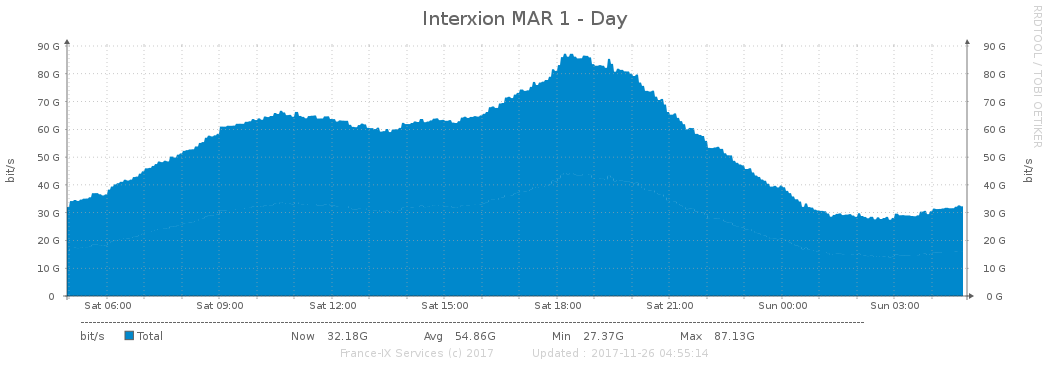 Interxion MAR 1 - Day
RRDTOOL / TOBI OETIKER
bit/s
bit/s
90 G 90 G
80 G 80 G
70 G 70 G
60 G 60 G
50 G 50 G
40 G 40 G
30 G 30 G
20 G 20 G
10 G 10 G
0 0 G
Sat 06:00 Sat 09:00 Sat 12:00 Sat 15:00 Sat 18:00 Sat 21:00 Sun 00:00 Sun 03:00
bit/s Total Now 32.18G Avg 54.86G Min 27.37G Max 87.13G
France-IX Services (c) 2017 Updated : 2017-11-26 04:55:14